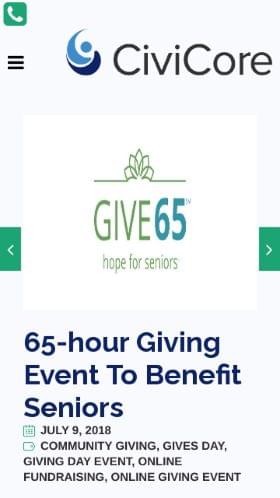 CiviCore
GIVE65
hope for seniors
65-hour Giving
Event To Benefit
Seniors
JULY 9, 2018
COMMUNITY GIVING, GIVES DAY,
GIVING DAY EVENT, ONLINE
FUNDRAISING, ONLINE GIVING EVENT